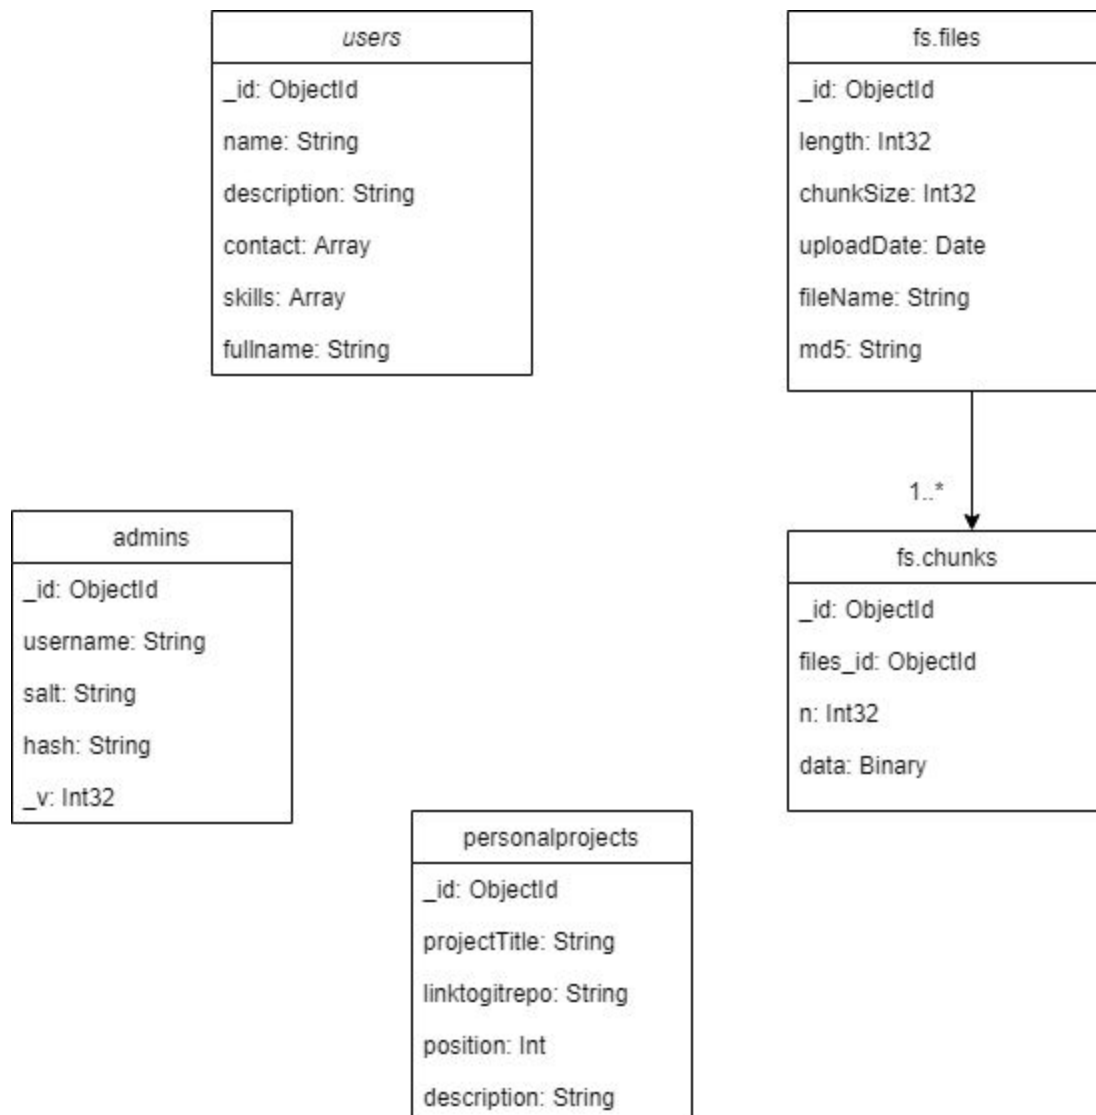 users
_id: ObjectId
name: String
description: String
contact: Array
skills: Array
fullname: String
fs.files
_id: ObjectId
length: Int32
chunkSize: Int32
uploadDate: Date
fileName: String
md5: String
1..*
admins
_id: ObjectId
username: String
salt: String
hash: String
_v: Int32
fs.chunks
_id: ObjectId
files_id: ObjectId
n: Int32
data: Binary
personalprojects
_id: ObjectId
projectTitle: String
linktogitrepo: String
position: Int
description: String